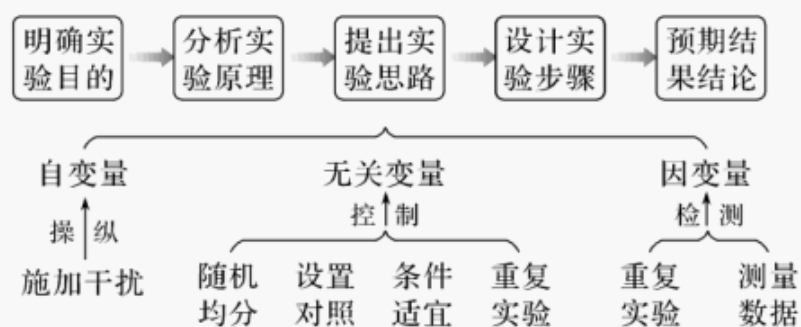 明确实 分析实 提出实 设计实 预期结
验目的 验原理 验思路 验步骤 果结论
自变量 无关变量 因变量
操 纵 控 制 检 测
施加干扰 随机 设置 条件 重复 重复 测量
均分 对照 适宜 实验 实验 数据